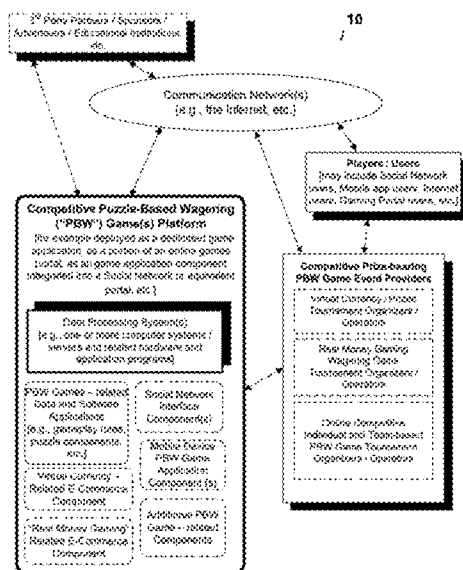 10
3rd Party Partners / Sponsors /
Advertisers / Educational Institutions,
etc.
Communication Network(s)
[e.g., the Internet, etc.]
Players / Users
[may include Social Network
users, Mobile app users, Internet
users, Gaming Portal users, etc.]
Competitive Puzzle-Based Wagering
("PBW") Game(s) Platform
[for example deployed as a dedicated game
application, as a portion of an online games
portal, as an game application component
integrated into a Social Network or equivalent
portal, etc.]
Data Processing System(s)
[e.g., one or more computer systems /
servers and related hardware and
application programs]
PBW Games – related
Data and Software
Applications
[e.g., gameplay rules,
puzzle components,
etc.]
Virtual Currency –
Related E-Commerce
Component
"Real Money Gaming"
Related E-Commerce
Component
Social Network
Interface
Component(s)
Mobile Device
PBW Game
Application
Component(s)
Additional PBW
Game – related
Components
Competitive Prize-bearing
PBW Game Event Providers
Virtual Currency / Prizes
Tournament Organizers /
Operators
Real Money Gaming
Wagering Game
Tournament Organizers /
Operators
Online Competitive
Individual and Team-based
PBW Game Tournament
Organizers / Operators